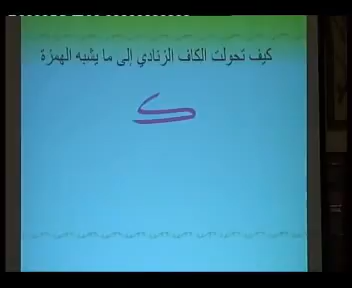 كيف تحولت الكاف الزنادي إلى ما يشبه الهمزة
ک